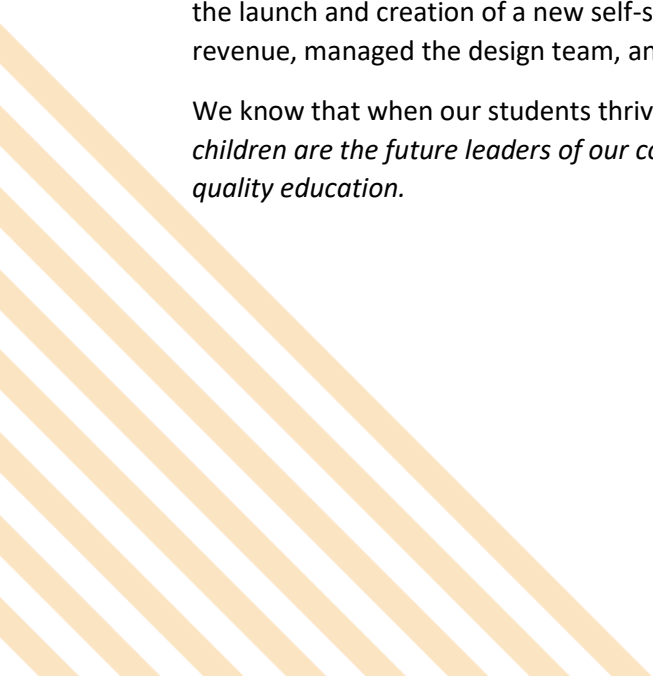 the launch and creation of a new self-s
revenue, managed the design team, an
We know that when our students thriv
children are the future leaders of our co
quality education.